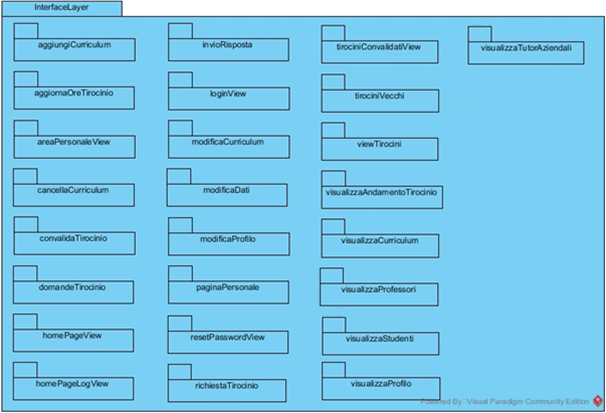 InterfaceLayer
aggiungiCurriculum
invioRisposta
tirociniConvalidatiView
visualizzaTutorAziendali
aggiornaOreTirocinio
loginView
tirociniVecchi
areaPersonaleView
modificaCurriculum
viewTirocini
cancellaCurriculum
modificaDati
visualizzaAndamentoTirocinio
convalidaTirocinio
modificaProfilo
visualizzaCurriculum
domandeTirocinio
paginaPersonale
visualizzaProfessori
homePageView
resetPasswordView
visualizzaStudenti
homePageLogView
richiestaTirocinio
visualizzaProfilo
Powered By Visual Paradigm Community Edition